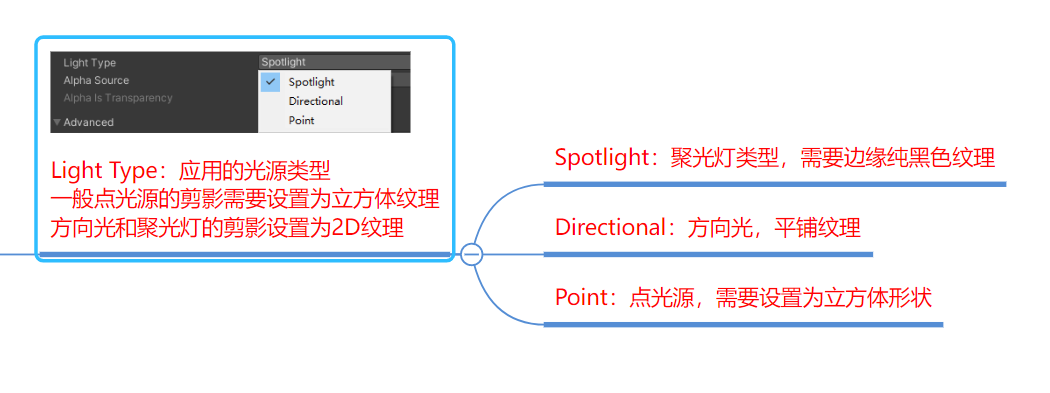 Light Type
Spotlight
Alpha Source
Spotlight
Alpha Is Transparency
Directional
Advanced
Point
Light Type：应用的光源类型
一般点光源的剪影需要设置为立方体纹理
方向光和聚光灯的剪影设置为2D纹理
Spotlight：聚光灯类型，需要边缘纯黑色纹理
Directional：方向光，平铺纹理
Point：点光源，需要设置为立方体形状